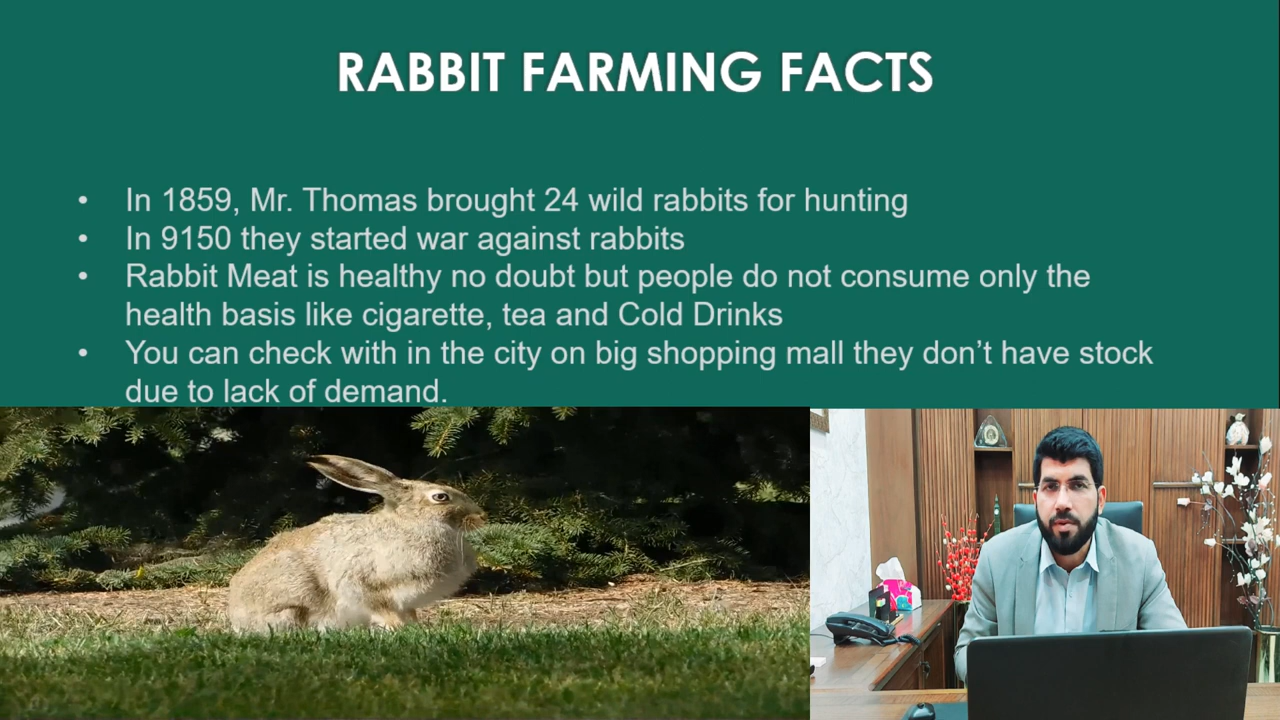 RABBIT FARMING FACTS
• In 1859, Mr. Thomas brought 24 wild rabbits for hunting
• In 9150 they started war against rabbits
• Rabbit Meat is healthy no doubt but people do not consume only the
health basis like cigarette, tea and Cold Drinks
• You can check with in the city on big shopping mall they don’t have stock
due to lack of demand.